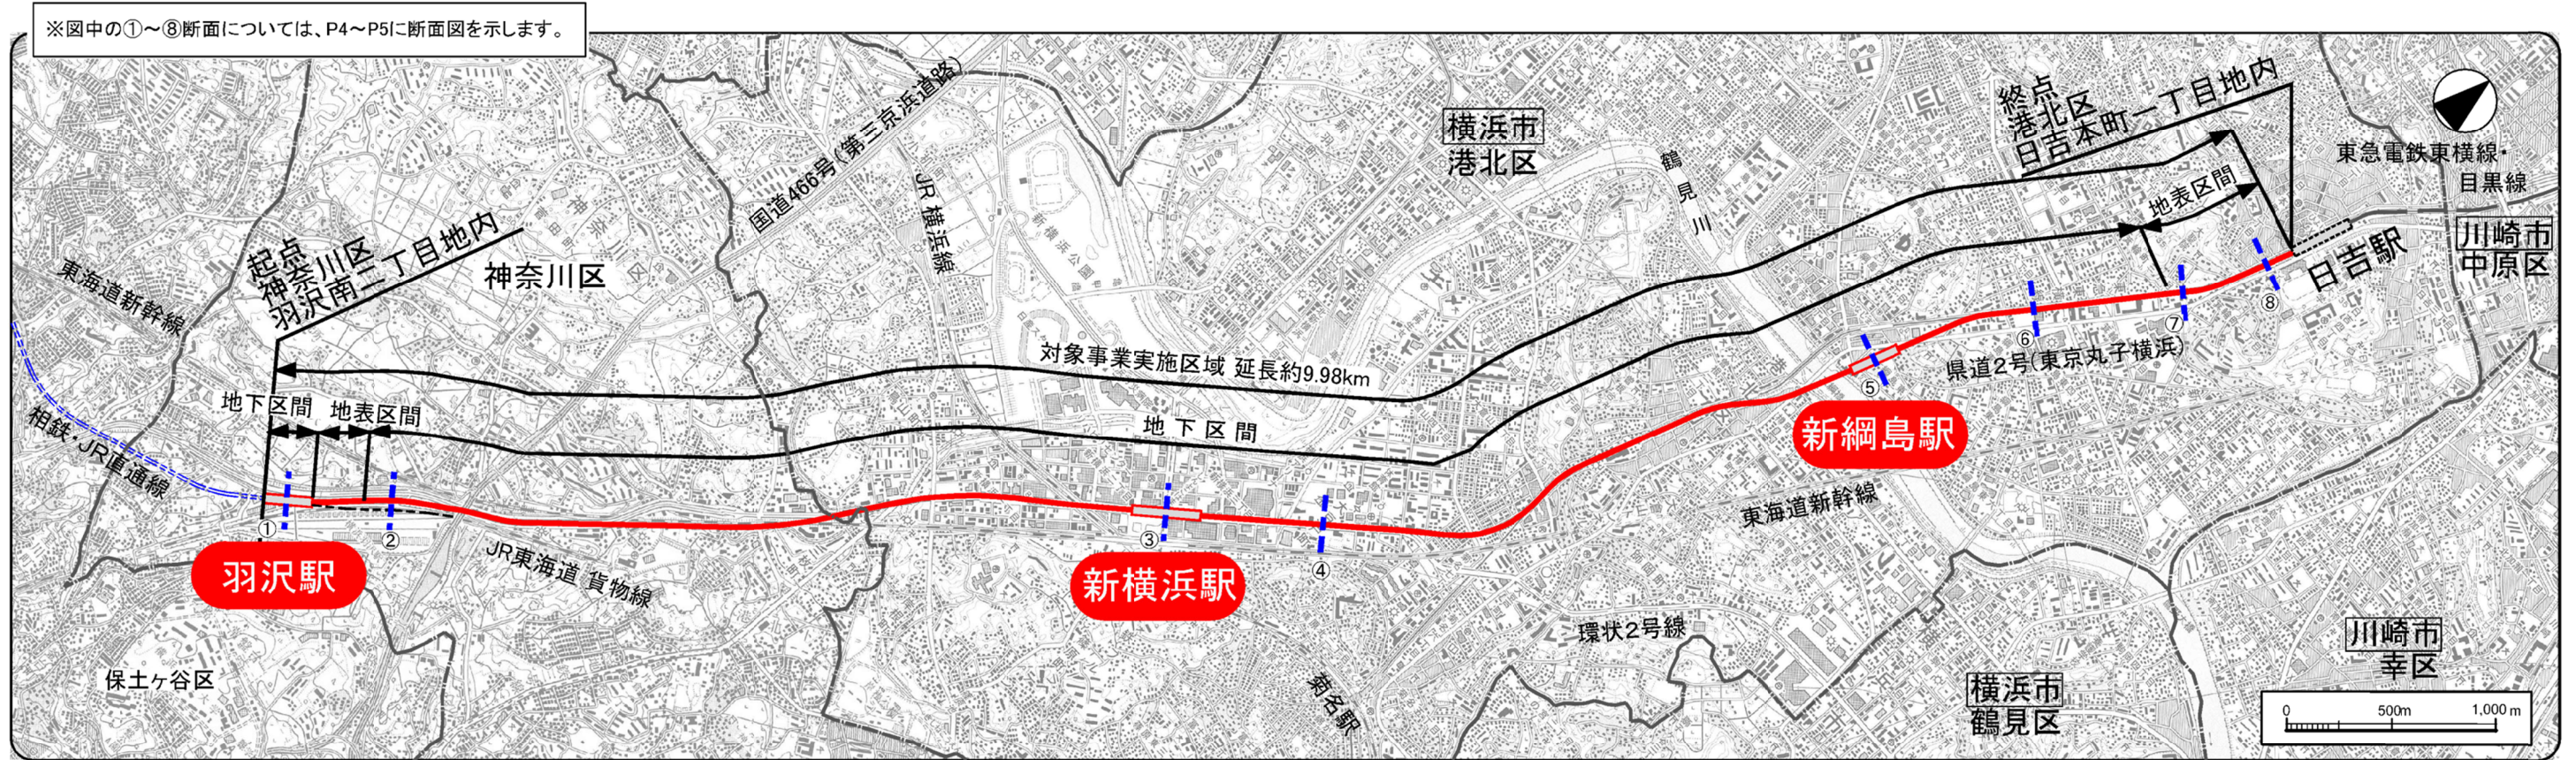 ※図中の①～⑧断面については、P4～P5に断面図を示します。
国道466号(第三京浜道路)
横浜市
港北区
鶴見川
終点
港北区
日吉本町一丁目地内
東急電鉄東横線・
目黒線
地表区間
川崎市
中原区
日吉駅
起点
神奈川区
羽沢南二丁目地内
神奈川区
東海道新幹線
JR横浜線
新横浜公園
対象事業実施区域 延長約9.98km
地下区間
地表区間
地下区間
相鉄・JR直通線
①
②
③
④
⑤
⑥
⑦
⑧
県道2号(東京丸子横浜)
新綱島駅
東海道新幹線
羽沢駅
JR東海道 貨物線
新横浜駅
環状2号線
菊名駅
保土ヶ谷区
横浜市
鶴見区
川崎市
幸区
0 500m 1,000m